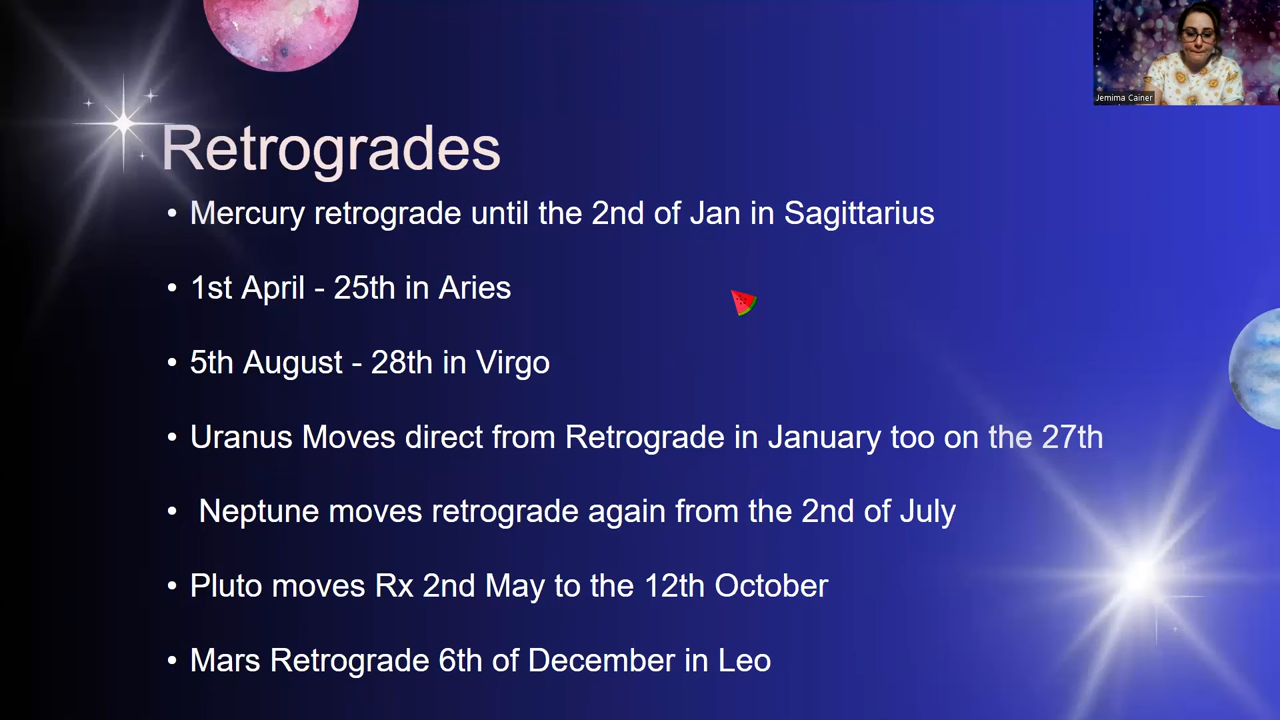 Jemima Cainer
Retrogrades
• Mercury retrograde until the 2nd of Jan in Sagittarius
• 1st April - 25th in Aries
• 5th August - 28th in Virgo
• Uranus Moves direct from Retrograde in January too on the 27th
• Neptune moves retrograde again from the 2nd of July
• Pluto moves Rx 2nd May to the 12th October
• Mars Retrograde 6th of December in Leo